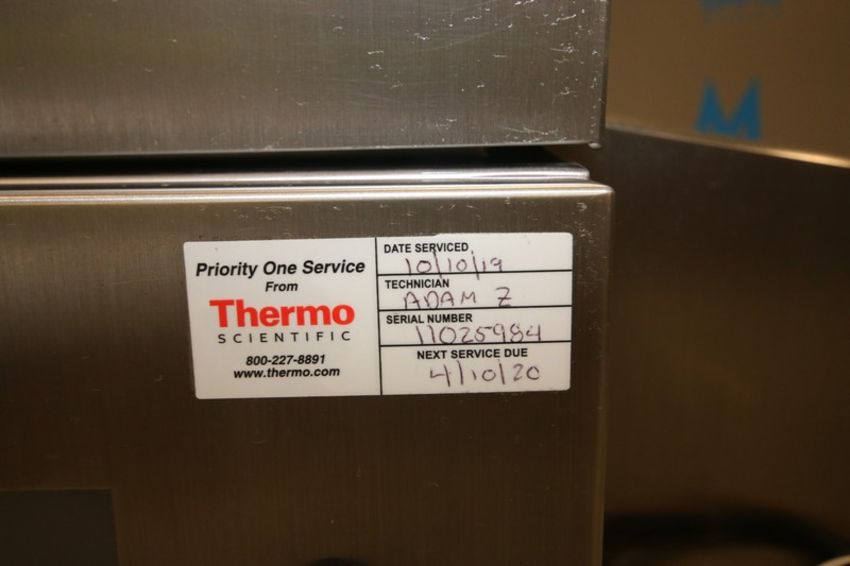 Priority One Service
From
Thermo
SCIENTIFIC
800-227-8891
www.thermo.com
DATE SERVICED
10/10/19
TECHNICIAN
ADAM Z
SERIAL NUMBER
11025984
NEXT SERVICE DUE
4/10/20
M